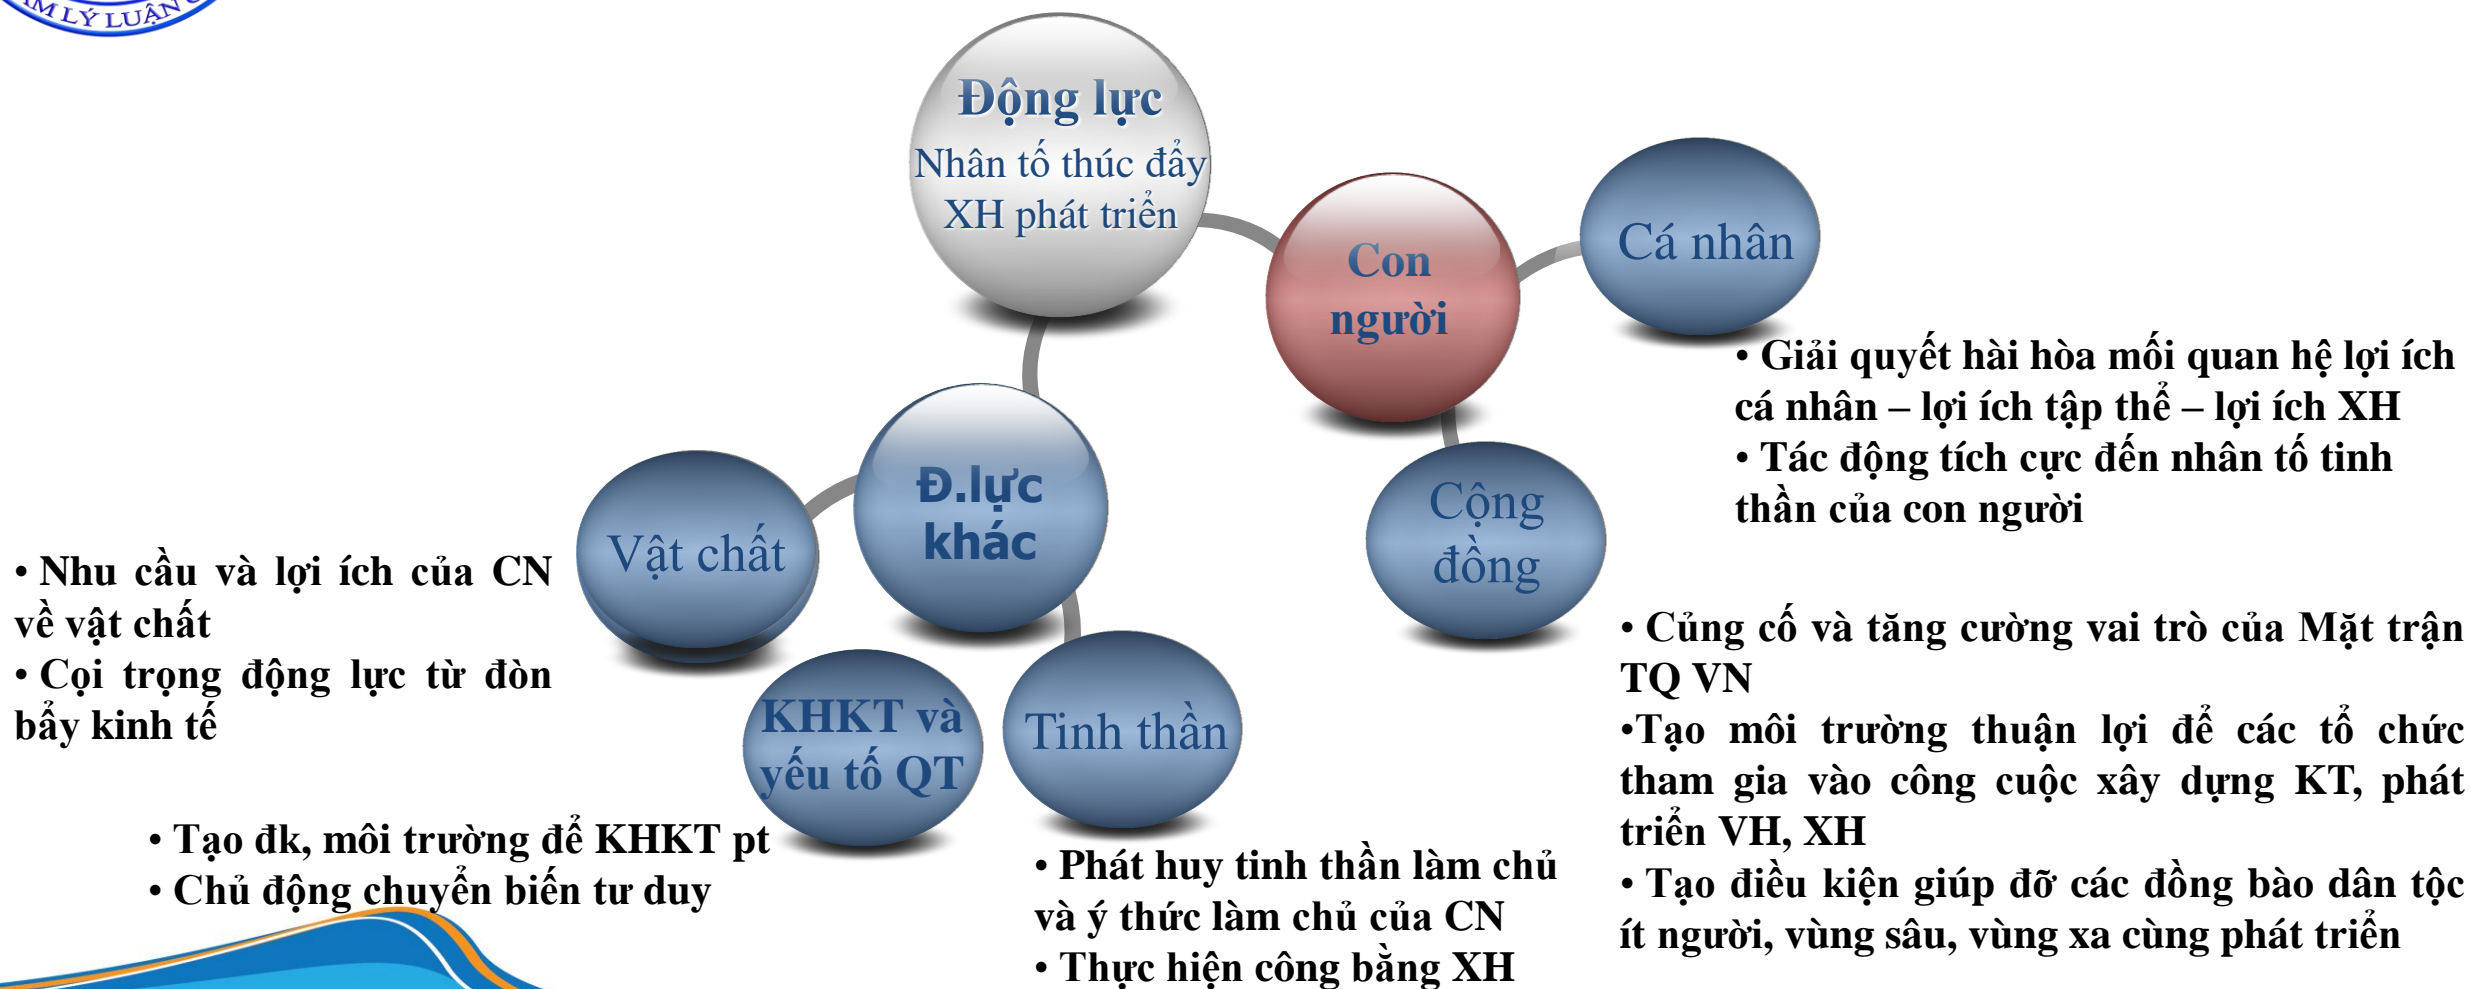 M LÝ LUẬN
Động lực
Nhân tố thúc đẩy
XH phát triển
Con
người
Cá nhân
• Giải quyết hài hòa mối quan hệ lợi ích
cá nhân – lợi ích tập thể – lợi ích XH
• Tác động tích cực đến nhân tố tinh
thần của con người
Cộng
đồng
• Củng cố và tăng cường vai trò của Mặt trận
TQ VN
•Tạo môi trường thuận lợi để các tổ chức
tham gia vào công cuộc xây dựng KT, phát
triển VH, XH
• Tạo điều kiện giúp đỡ các đồng bào dân tộc
ít người, vùng sâu, vùng xa cùng phát triển
Đ.lực
khác
Vật chất
• Nhu cầu và lợi ích của CN
về vật chất
• Cọi trọng động lực từ đòn
bẩy kinh tế
KHKT và
yếu tố QT
• Tạo đk, môi trường để KHKT pt
• Chủ động chuyển biến tư duy
Tinh thần
• Phát huy tinh thần làm chủ
và ý thức làm chủ của CN
• Thực hiện công bằng XH